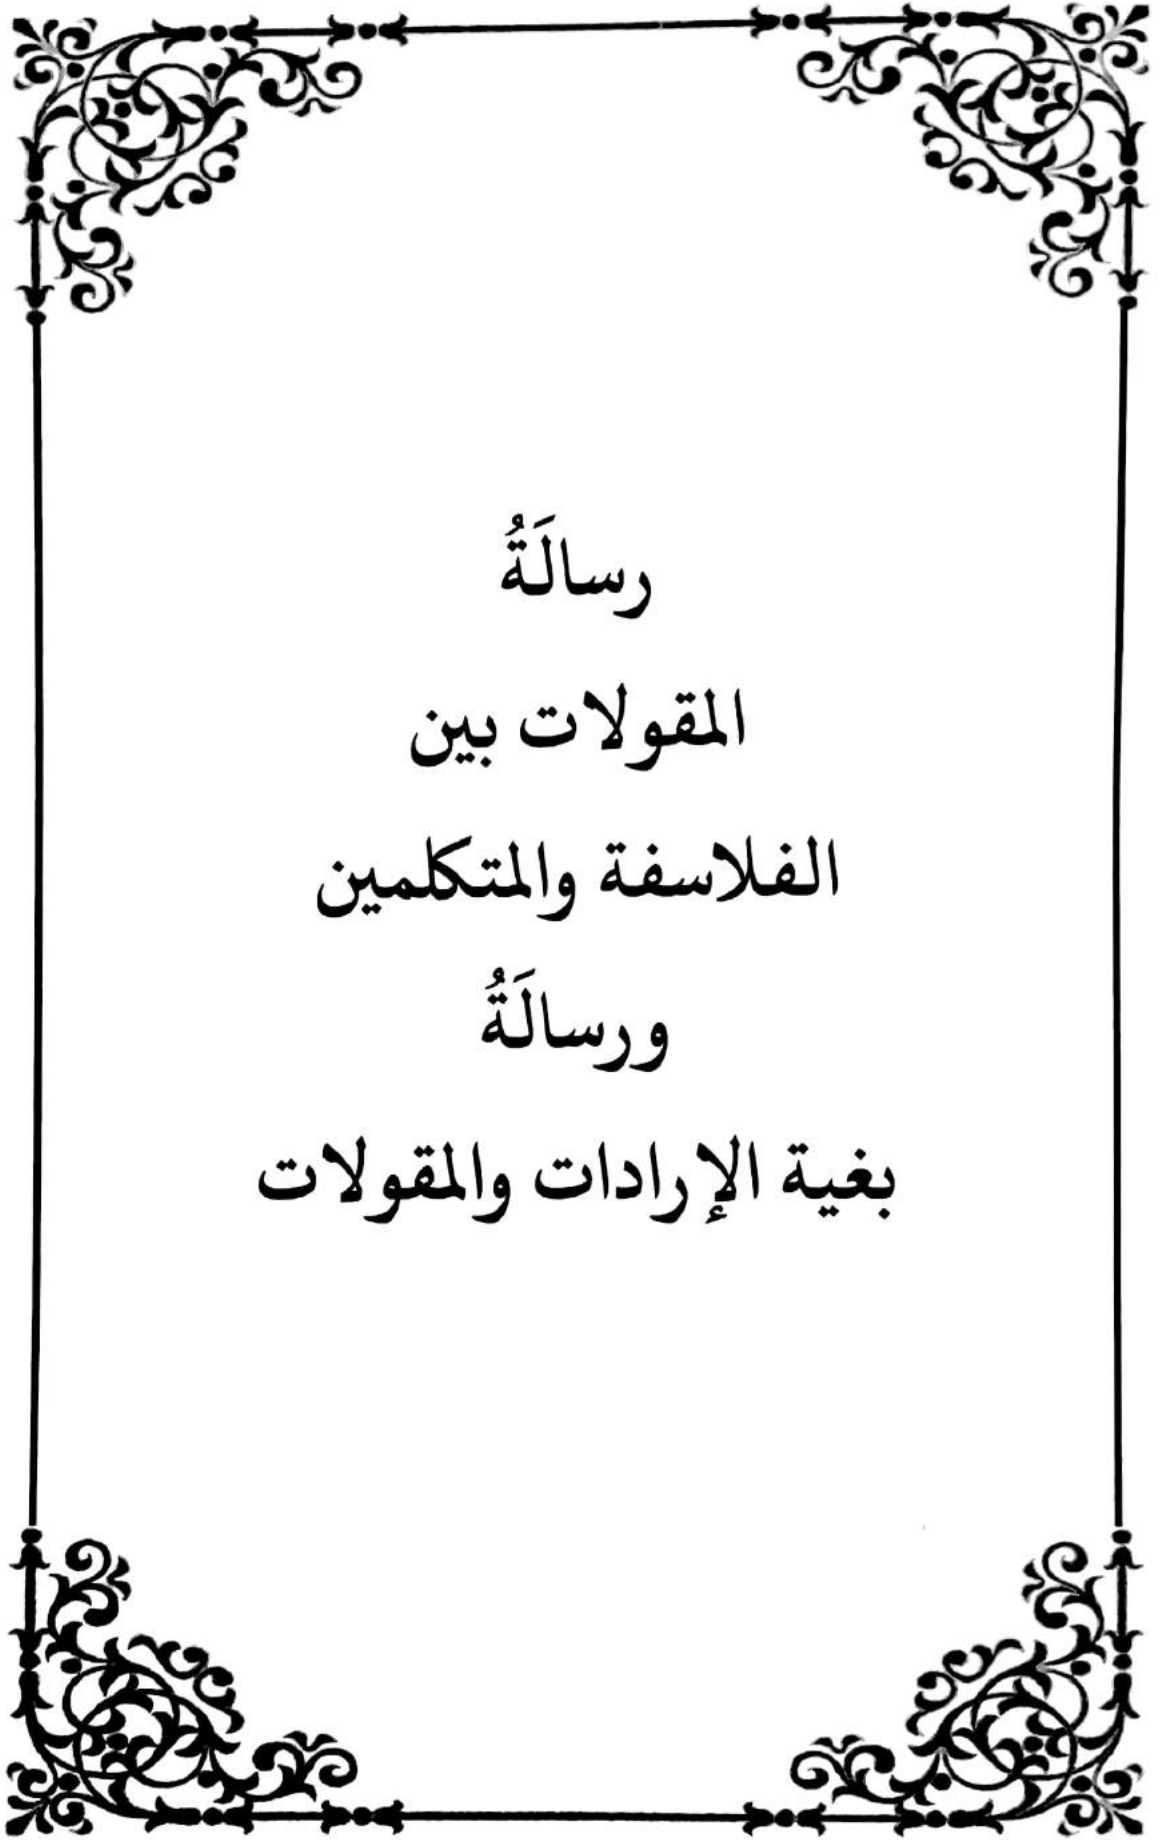 رسالَةُ
المقولات بين
الفلاسفة والمتكلمين
ورسالَةُ
بغية الإرادات والمقولات